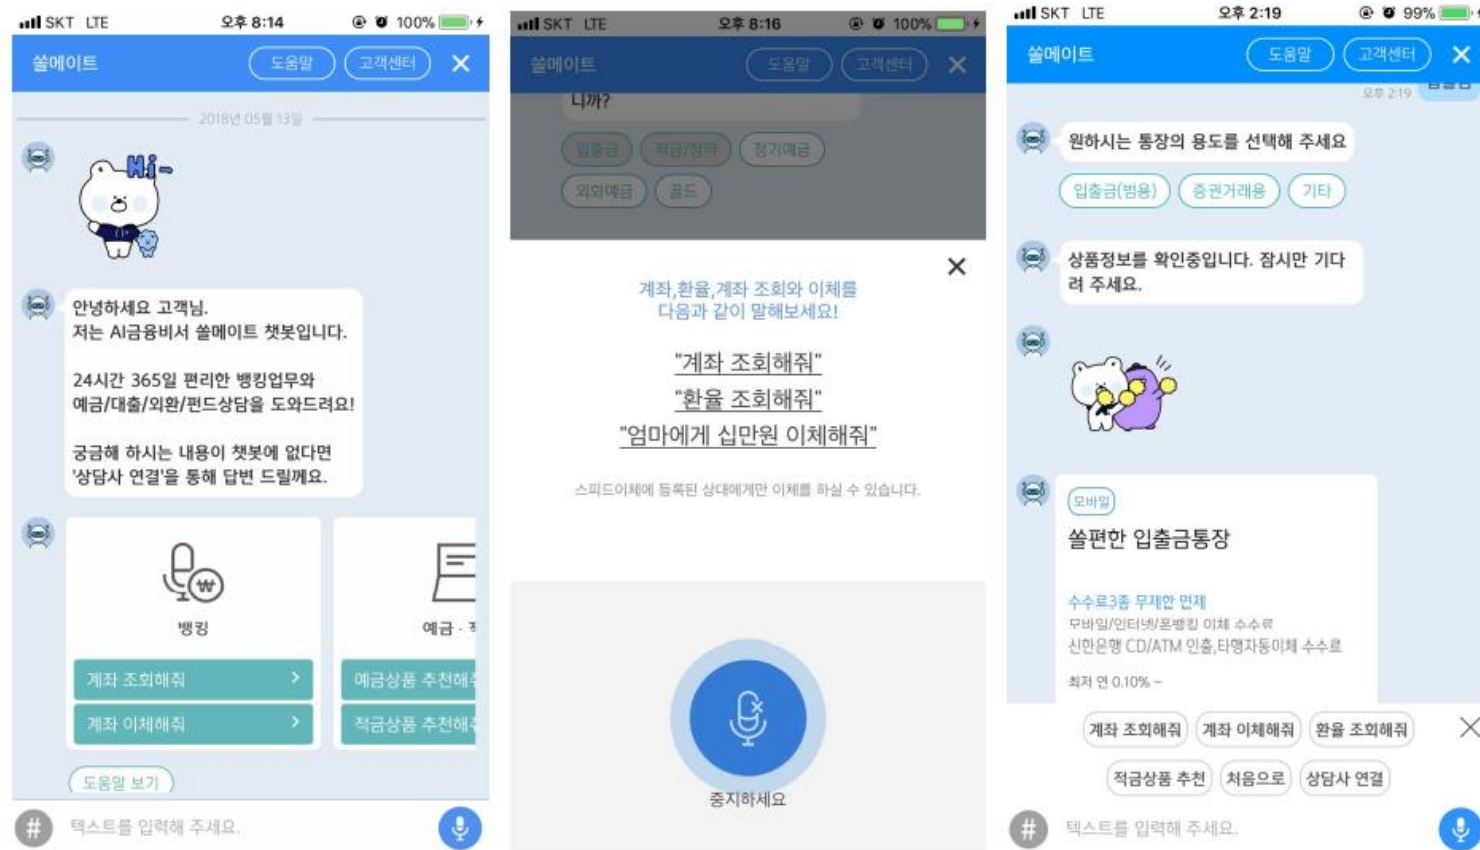 SKT LTE 오후 8:14 100%
쏠메이트 도움말 고객센터
2018년 05월 13일
Hi~
안녕하세요 고객님.
저는 AI금융비서 쏠메이트 챗봇입니다.
24시간 365일 편리한 뱅킹업무와
예금/대출/외환/펀드상담을 도와드려요!
궁금해 하시는 내용이 챗봇에 없다면
'상담사 연결'을 통해 답변 드릴께요.
뱅킹
계좌 조회해줘 >
계좌 이체해줘 >
예금 -
예금상품 추천해
적금상품 추천해
도움말 보기
# 텍스트를 입력해 주세요.
SKT LTE 오후 8:16 100%
쏠메이트 도움말 고객센터
니까?
입출금 적금/청약 정기예금
외화예금 골드
계좌,환율,계좌 조회와 이체를
다음과 같이 말해보세요!
"계좌 조회해줘"
"환율 조회해줘"
"엄마에게 십만원 이체해줘"
스피드이체에 등록된 상대에게만 이체를 하실 수 있습니다.
중지하세요
SKT LTE 오후 2:19 99%
쏠메이트 도움말 고객센터
오후 2:19
원하시는 통장의 용도를 선택해 주세요
입출금(범용) 증권거래용 기타
상품정보를 확인중입니다. 잠시만 기다
려 주세요.
모바일
쏠편한 입출금통장
수수료3종 무제한 면제
모바일/인터넷/폰뱅킹 이체 수수료
신한은행 CD/ATM 인출,타행자동이체 수수료
최저 연 0.10% ~
계좌 조회해줘 계좌 이체해줘 환율 조회해줘
적금상품 추천 처음으로 상담사 연결
# 텍스트를 입력해 주세요.